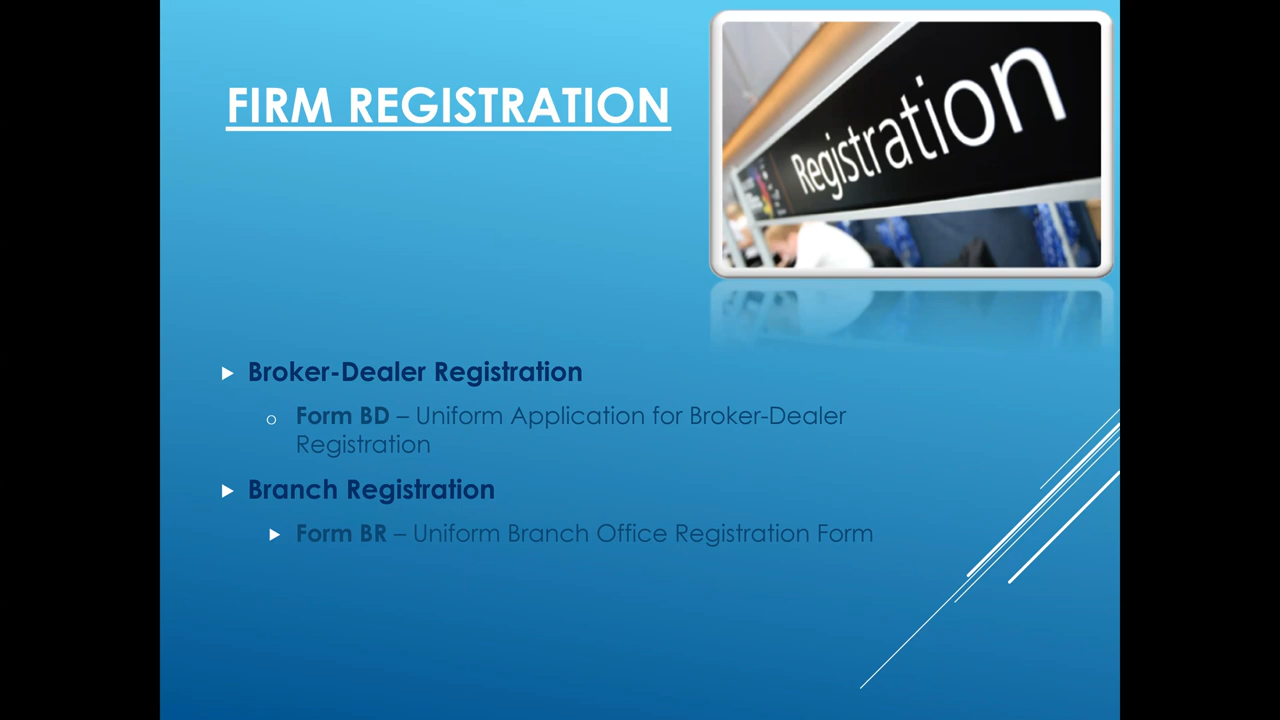 FIRM REGISTRATION
Registration
Broker-Dealer Registration
Form BD – Uniform Application for Broker-Dealer
Registration
Branch Registration
Form BR – Uniform Branch Office Registration Form